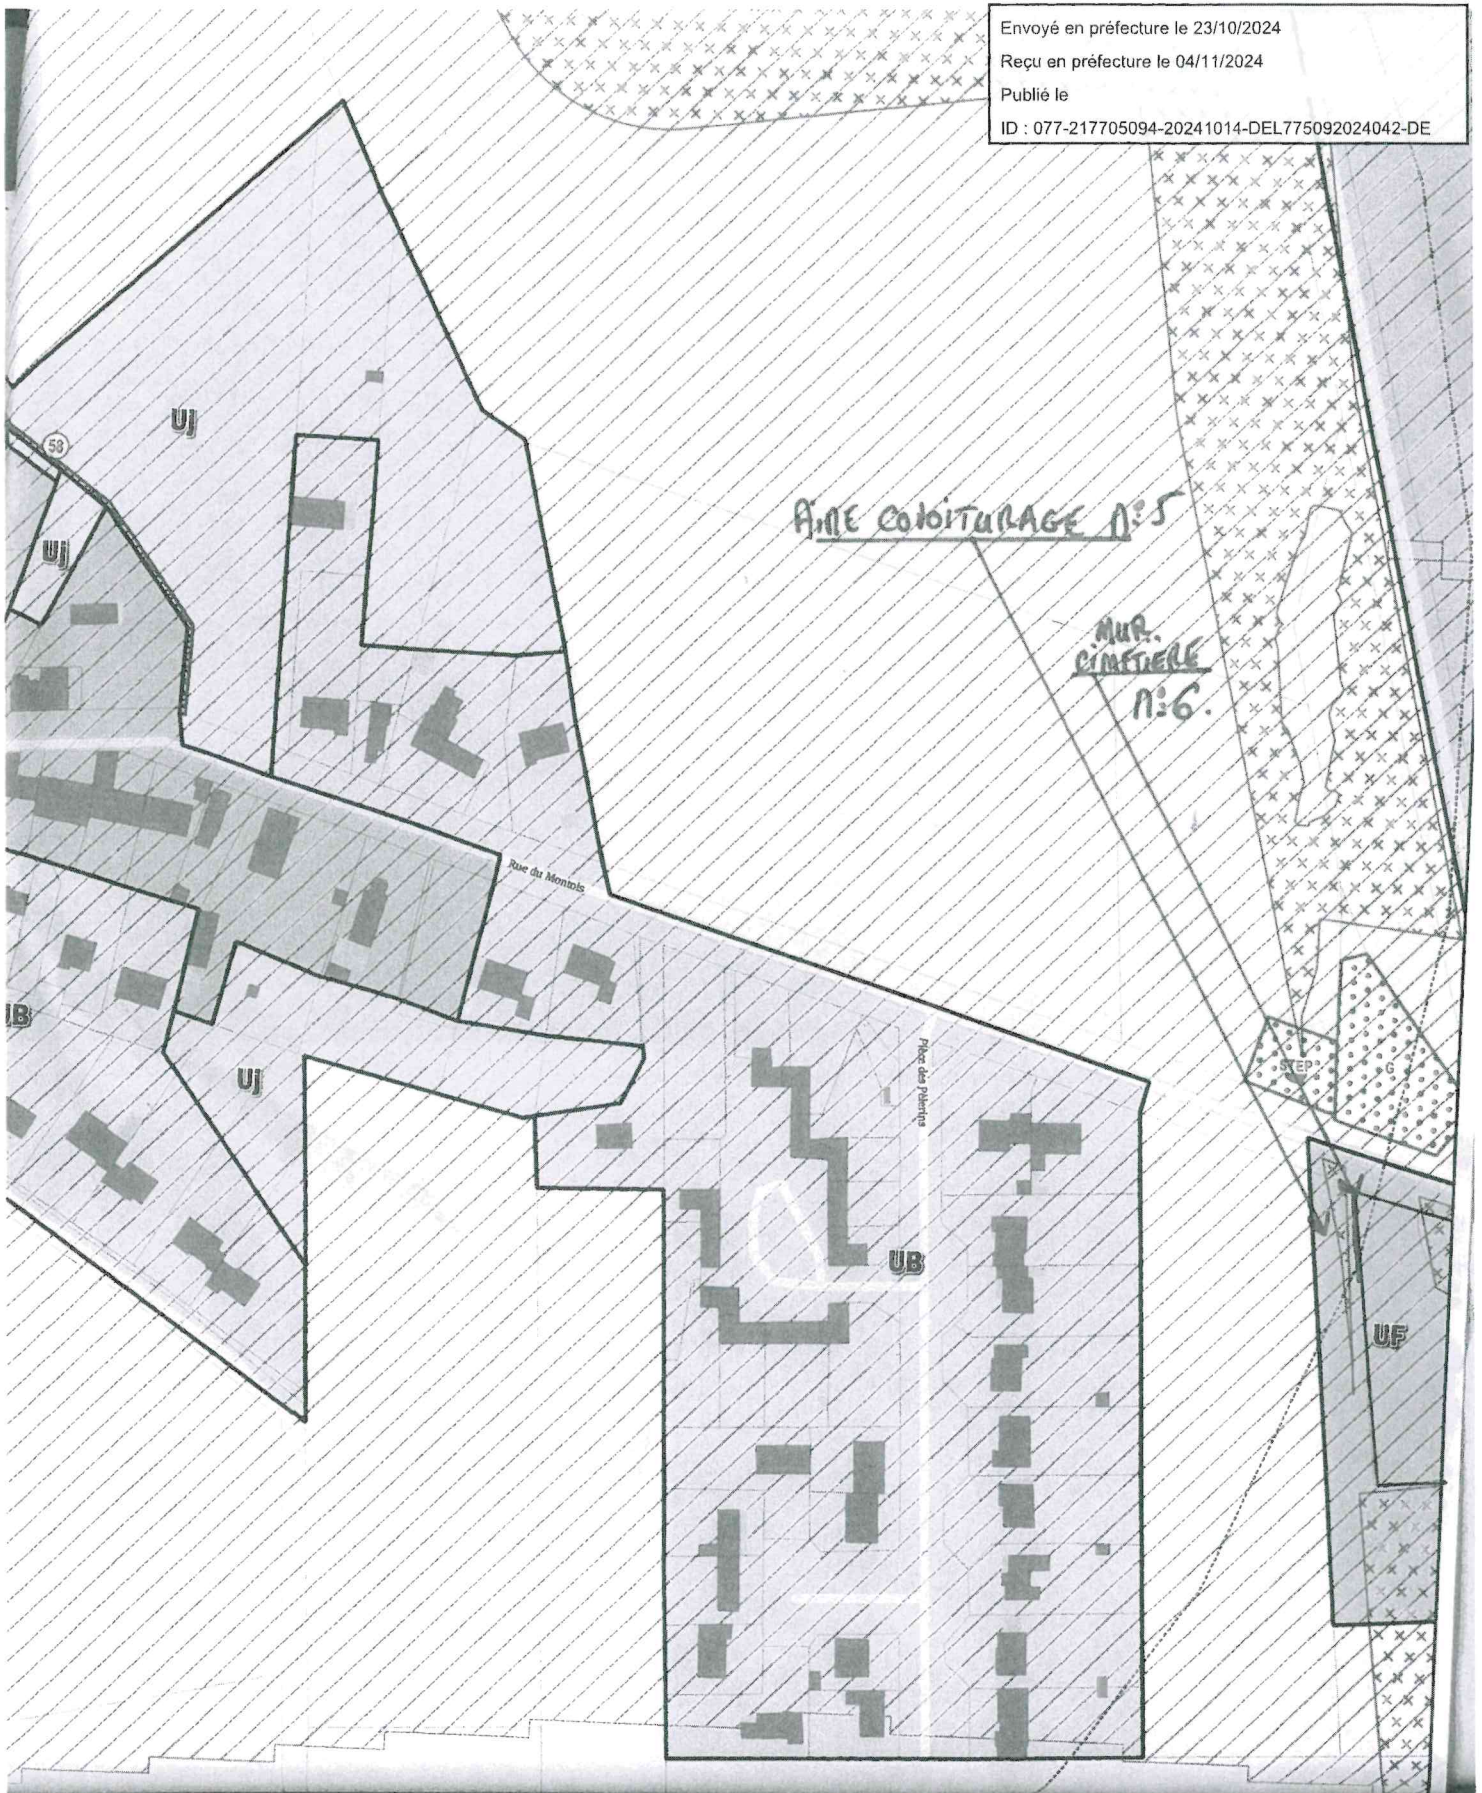 Envoyé en préfecture le 23/10/2024
Reçu en préfecture le 04/11/2024
Publié le
ID : 077-217705094-20241014-DEL775092024042-DE
Uj
58
Uj
AIRE COVOITURAGE N:5
MUR.
CIMETIERE
N:6.
Rue du Montois
UB
Uj
Pièce des Pèlerins
STEP
G
UB
UF